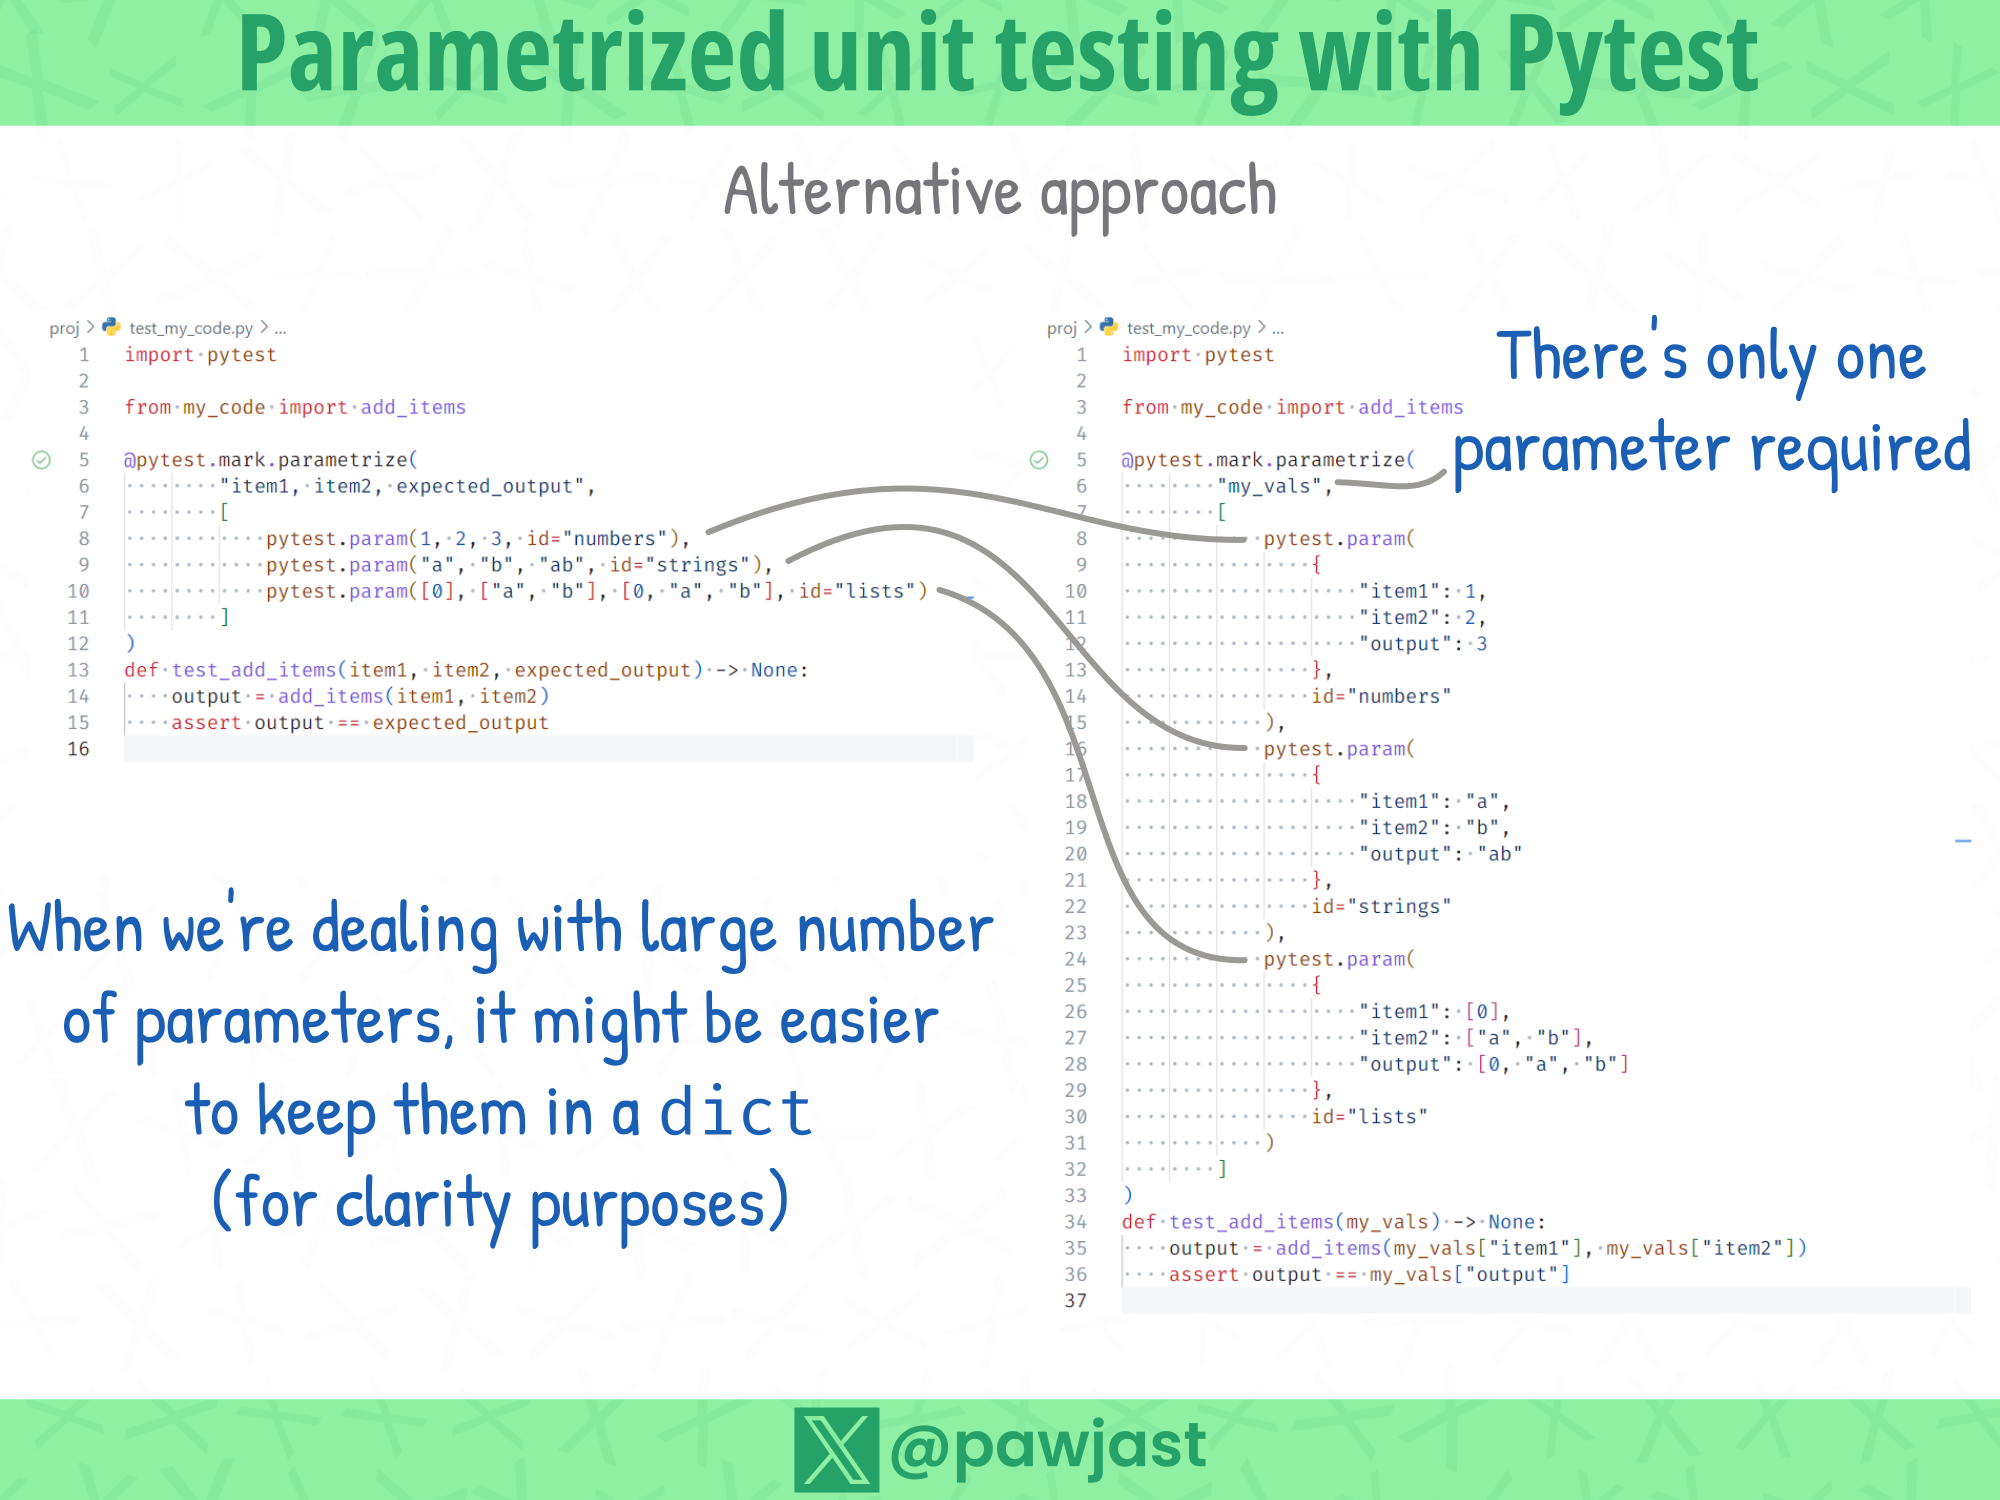 Parametrized unit testing with Pytest
Alternative approach
proj > test_my_code.py > ...
1 import pytest
2
3 from my_code import add_items
4
5 @pytest.mark.parametrize(
6         "item1, item2, expected_output",
7         [
8             pytest.param(1, 2, 3, id="numbers"),
9             pytest.param("a", "b", "ab", id="strings"),
10             pytest.param([0], ["a", "b"], [0, "a", "b"], id="lists")
11         ]
12 )
13 def test_add_items(item1, item2, expected_output) -> None:
14     output = add_items(item1, item2)
15     assert output == expected_output
16
When we're dealing with large number
of parameters, it might be easier
to keep them in a dict
(for clarity purposes)
proj > test_my_code.py > ...
1 import pytest
2
3 from my_code import add_items
4
5 @pytest.mark.parametrize(
6         "my_vals",
7         [
8             pytest.param(
9                 {
10                     "item1": 1,
11                     "item2": 2,
12                     "output": 3
13                 },
14                 id="numbers"
15             ),
16             pytest.param(
17                 {
18                     "item1": "a",
19                     "item2": "b",
20                     "output": "ab"
21                 },
22                 id="strings"
23             ),
24             pytest.param(
25                 {
26                     "item1": [0],
27                     "item2": ["a", "b"],
28                     "output": [0, "a", "b"]
29                 },
30                 id="lists"
31             )
32         ]
33 )
34 def test_add_items(my_vals) -> None:
35     output = add_items(my_vals["item1"], my_vals["item2"])
36     assert output == my_vals["output"]
37
There's only one
parameter required
@pawjast